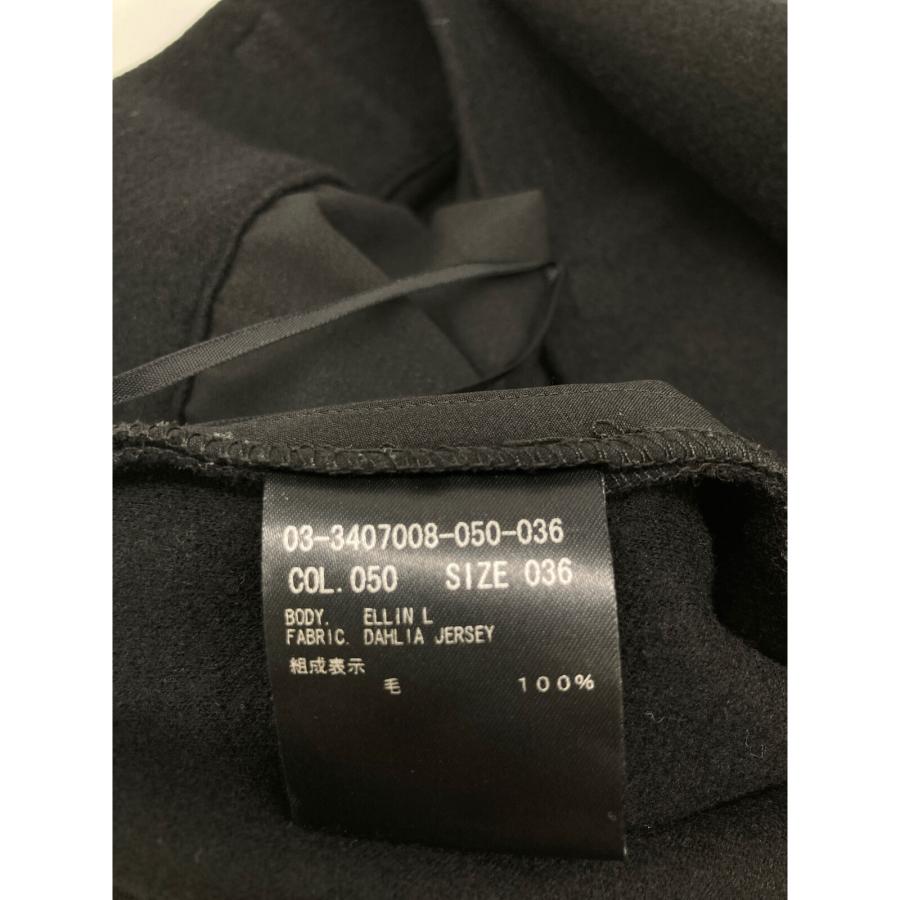 03-3407008-050-036
COL.050 SIZE 036
BODY. ELLIN L
FABRIC. DAHLIA JERSEY
組成表示
毛 100%